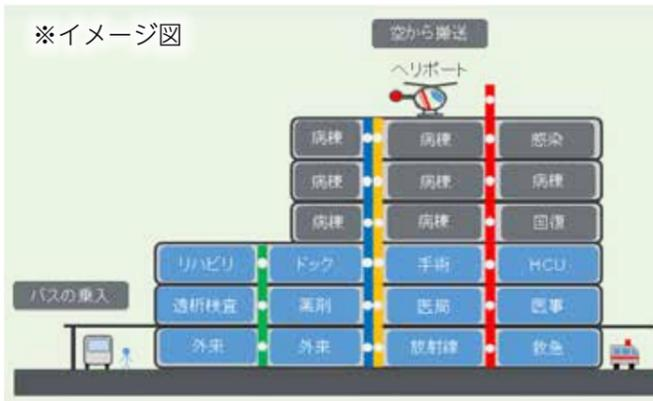 ※イメージ図
空から搬送
ヘリポート
病棟 病棟 感染
病棟 病棟 病棟
病棟 病棟 回復
リハビリ ドック 手術 HCU
バスの乗入
透析検査 薬剤 医局 医事
外来 外来 放射線 救急